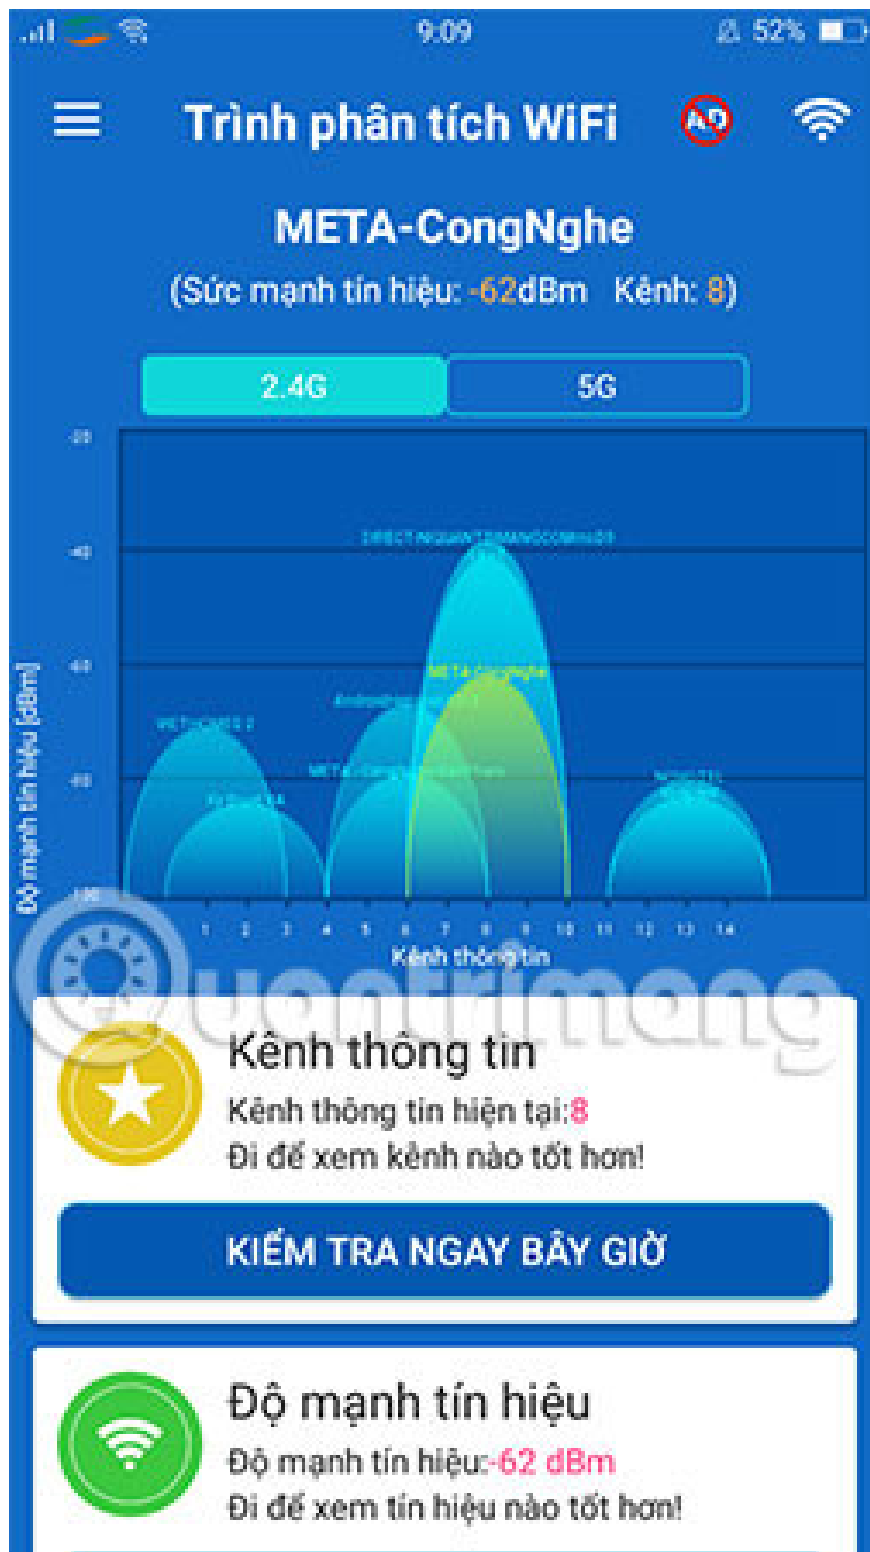 9:09
52%
Trình phân tích WiFi
AD
META-CongNghe
(Sức mạnh tín hiệu: -62dBm Kênh: 8)
2.4G 5G
-20
-40
-60
-80
-100
Độ mạnh tín hiệu [dBm]
META-CongNghe
1 2 3 4 5 6 7 8 9 10 11 12 13 14
Kênh thông tin
Quantrimang
Kênh thông tin
Kênh thông tin hiện tại:8
Đi để xem kênh nào tốt hơn!
KIỂM TRA NGAY BÂY GIỜ
Độ mạnh tín hiệu
Độ mạnh tín hiệu:-62 dBm
Đi để xem tín hiệu nào tốt hơn!